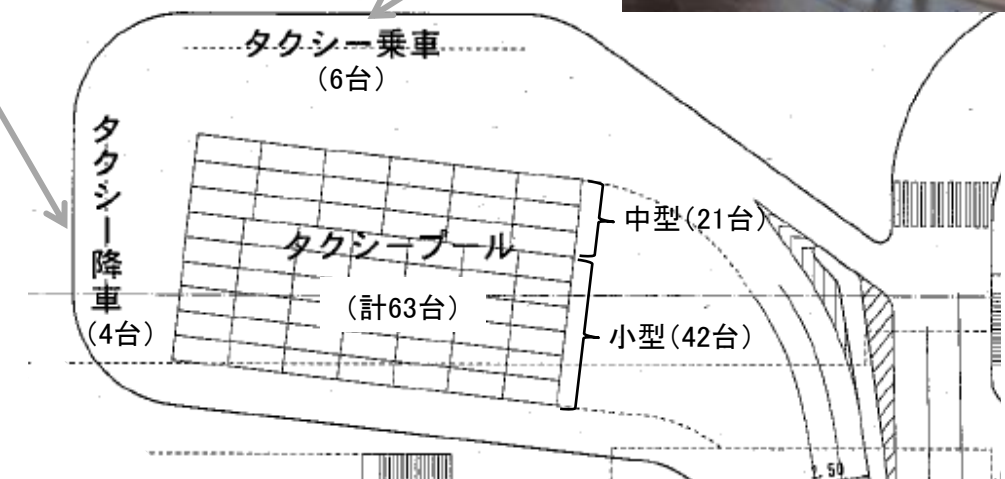 タクシー乗車
（6台）
タクシー降車
（4台）
タクシープール
（計63台）
中型（21台）
小型（42台）
2.50